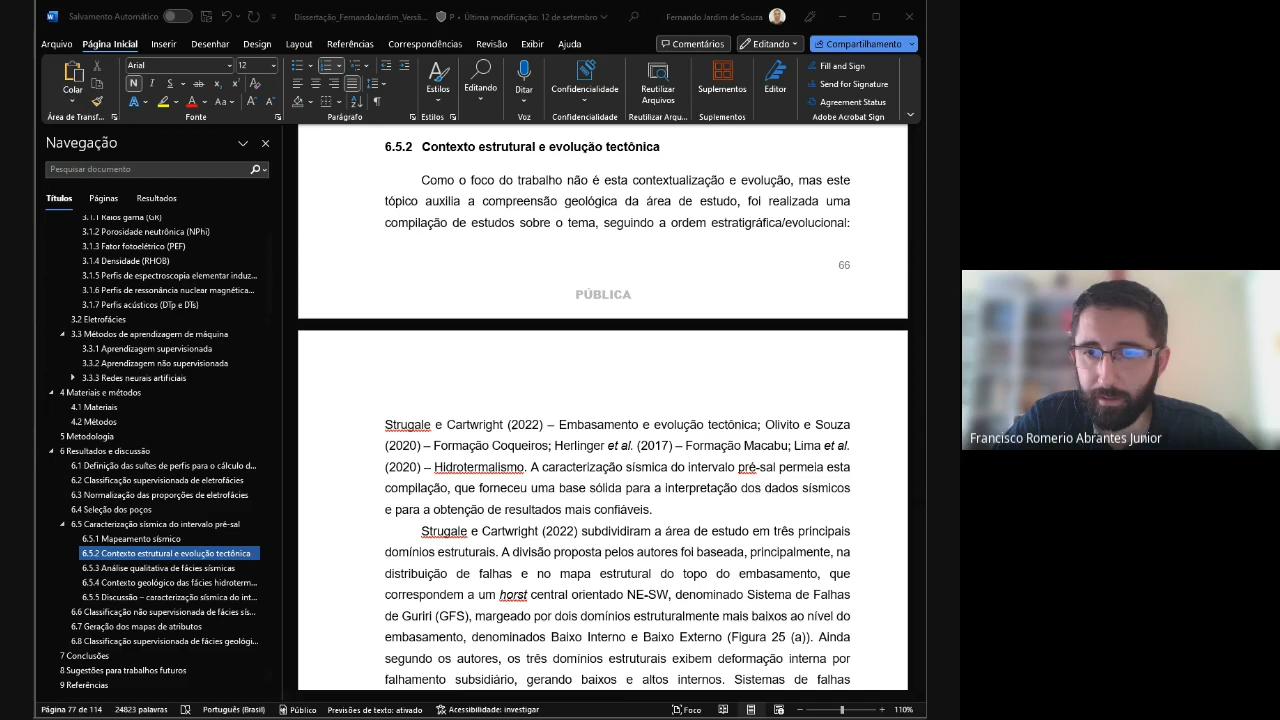 Salvamento Automático
Dissertação_FernandoJardim_Versã...
P • Última modificação: 12 de setembro
Fernando Jardim de Souza
Arquivo Página Inicial Inserir Desenhar Design Layout Referências Correspondências Revisão Exibir Ajuda
Comentários Editando Compartilhamento
Arial 12
Colar
N I S ab x x
A A Aa A A
Estilos Editando Ditar Confidencialidade Reutilizar Arquivos Suplementos Editor
Fill and Sign
Send for Signature
Agreement Status
Área de Transf... Fonte Parágrafo Estilos Voz Confidencialidade Reutilizar Arqu... Suplementos Adobe Acrobat Sign
Navegação
Pesquisar documento
Títulos Páginas Resultados
3.1.1 Raios gama (GR)
3.1.2 Porosidade neutrônica (NPhi)
3.1.3 Fator fotoelétrico (PEF)
3.1.4 Densidade (RHOB)
3.1.5 Perfis de espectroscopia elementar induz...
3.1.6 Perfis de ressonância nuclear magnética...
3.1.7 Perfis acústicos (DTp e DTs)
3.2 Eletrofácies
3.3 Métodos de aprendizagem de máquina
3.3.1 Aprendizagem supervisionada
3.3.2 Aprendizagem não supervisionada
3.3.3 Redes neurais artificiais
4 Materiais e métodos
4.1 Materiais
4.2 Métodos
5 Metodologia
6 Resultados e discussão
6.1 Definição das suítes de perfis para o cálculo d...
6.2 Classificação supervisionada de eletrofácies
6.3 Normalização das proporções de eletrofácies
6.4 Seleção dos poços
6.5 Caracterização sísmica do intervalo pré-sal
6.5.1 Mapeamento sísmico
6.5.2 Contexto estrutural e evolução tectônica
6.5.3 Análise qualitativa de fácies sísmicas
6.5.4 Contexto geológico das fácies hidroterm...
6.5.5 Discussão – caracterização sísmica do int...
6.6 Classificação não supervisionada de fácies sís...
6.7 Geração dos mapas de atributos
6.8 Classificação supervisionada de fácies geológi...
7 Conclusões
8 Sugestões para trabalhos futuros
9 Referências
6.5.2 Contexto estrutural e evolução tectônica
Como o foco do trabalho não é esta contextualização e evolução, mas este
tópico auxilia a compreensão geológica da área de estudo, foi realizada uma
compilação de estudos sobre o tema, seguindo a ordem estratigráfica/evolucional:
66
PÚBLICA
Strugale e Cartwright (2022) – Embasamento e evolução tectônica; Olivito e Souza
(2020) – Formação Coqueiros; Herlinger et al. (2017) – Formação Macabu; Lima et al.
(2020) – Hidrotermalismo. A caracterização sísmica do intervalo pré-sal permeia esta
compilação, que forneceu uma base sólida para a interpretação dos dados sísmicos
e para a obtenção de resultados mais confiáveis.
Strugale e Cartwright (2022) subdividiram a área de estudo em três principais
domínios estruturais. A divisão proposta pelos autores foi baseada, principalmente, na
distribuição de falhas e no mapa estrutural do topo do embasamento, que
correspondem a um horst central orientado NE-SW, denominado Sistema de Falhas
de Guriri (GFS), margeado por dois domínios estruturalmente mais baixos ao nível do
embasamento, denominados Baixo Interno e Baixo Externo (Figura 25 (a)). Ainda
segundo os autores, os três domínios estruturais exibem deformação interna por
falhamento subsidiário, gerando baixos e altos internos. Sistemas de falhas
Francisco Romerio Abrantes Junior
Página 77 de 114 24823 palavras Português (Brasil) Público Previsões de texto: ativado Acessibilidade: investigar Foco 110%